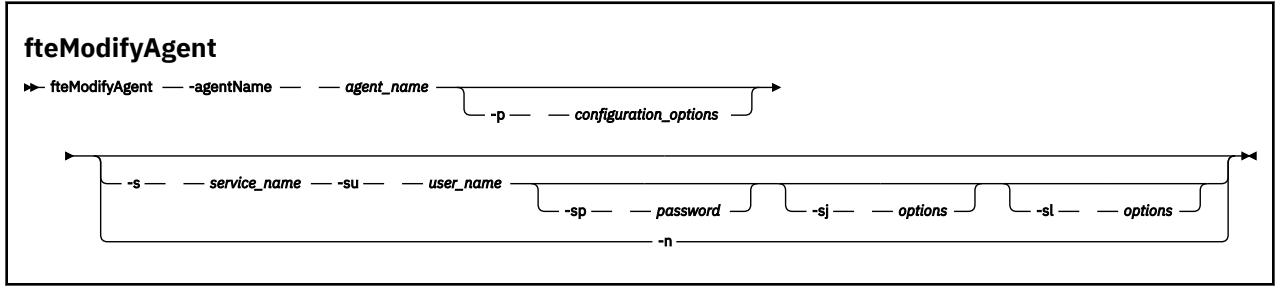 fteModifyAgent
fteModifyAgent -agentName agent_name
-p configuration_options
-s service_name -su user_name
-sp password -sj options -sl options
-n